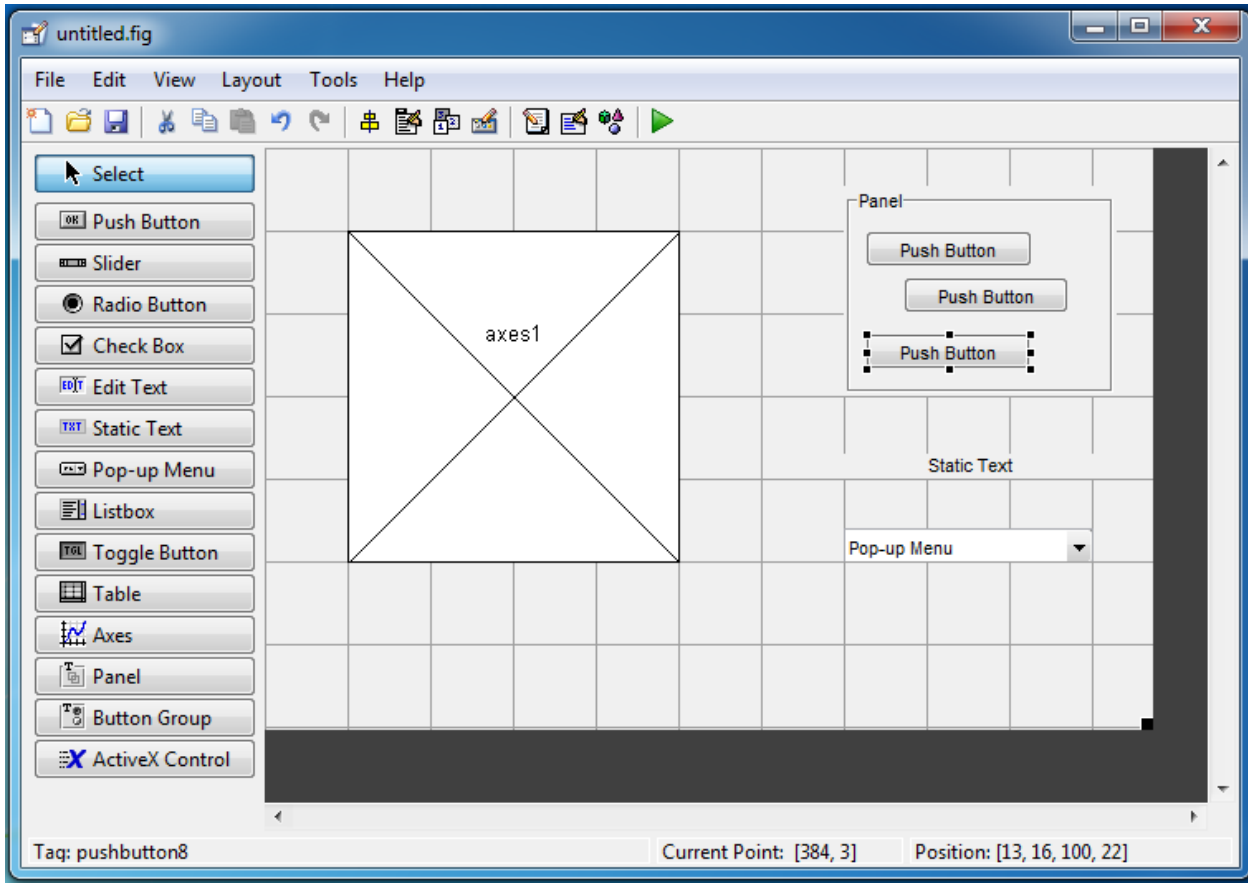 untitled.fig
File Edit View Layout Tools Help
Select
Push Button
Slider
Radio Button
Check Box
Edit Text
Static Text
Pop-up Menu
Listbox
Toggle Button
Table
Axes
Panel
Button Group
ActiveX Control
axes1
Panel
Push Button
Push Button
Push Button
Static Text
Pop-up Menu
Tag: pushbutton8
Current Point: [384, 3]
Position: [13, 16, 100, 22]